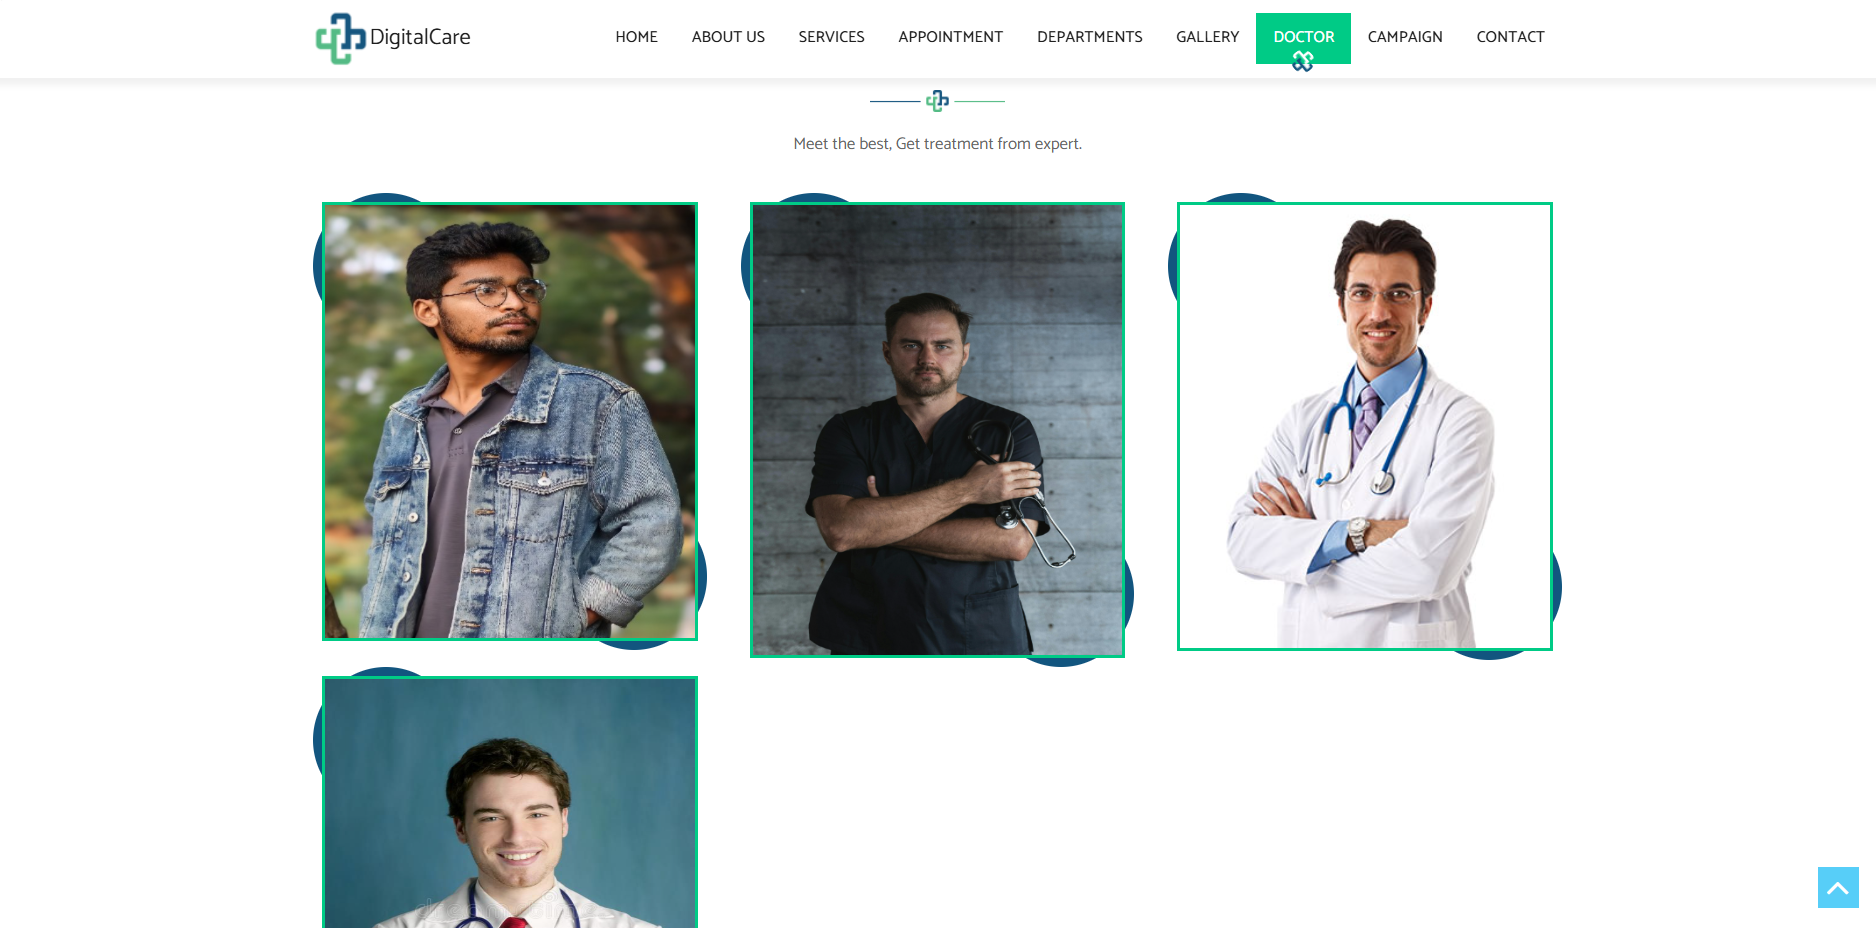 DigitalCare
HOME ABOUT US SERVICES APPOINTMENT DEPARTMENTS GALLERY DOCTOR CAMPAIGN CONTACT
Meet the best, Get treatment from expert.